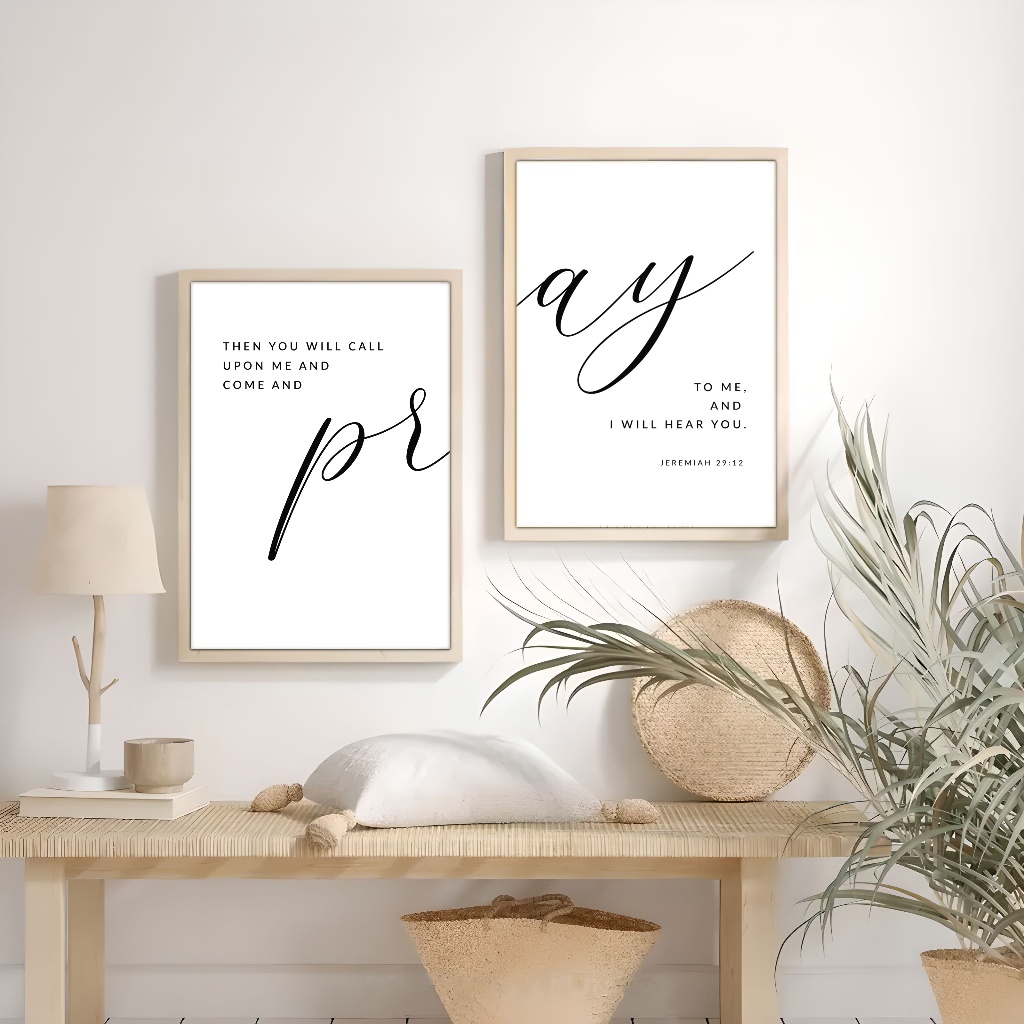 THEN YOU WILL CALL
UPON ME AND
COME AND
pr
ay
TO ME,
AND
I WILL HEAR YOU.
JEREMIAH 29:12